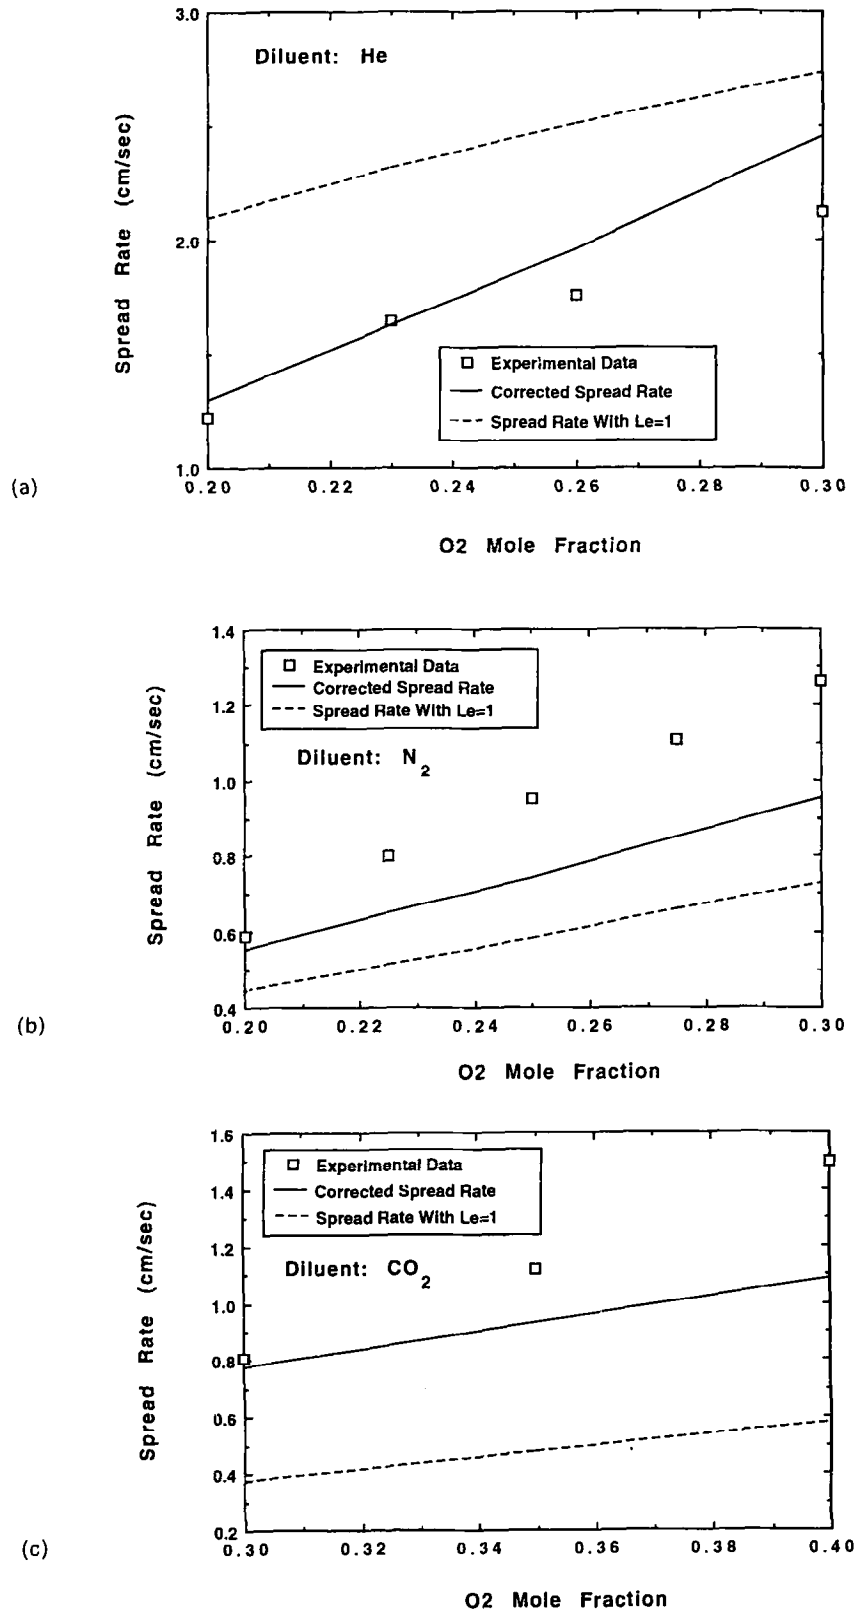 3.0
Diluent: He
2.0
Spread Rate (cm/sec)
Experimental Data
Corrected Spread Rate
Spread Rate With Le=1
1.0
(a)
0.20 0.22 0.24 0.26 0.28 0.30
O2 Mole Fraction
1.4
Experimental Data
Corrected Spread Rate
Spread Rate With Le=1
1.2
Diluent: N2
1.0
Spread Rate (cm/sec)
0.8
0.6
0.4
(b)
0.20 0.22 0.24 0.26 0.28 0.30
O2 Mole Fraction
1.6
Experimental Data
Corrected Spread Rate
Spread Rate With Le=1
1.4
1.2
Diluent: CO2
1.0
Spread Rate (cm/sec)
0.8
0.6
0.4
0.2
(c)
0.30 0.32 0.34 0.36 0.38 0.40
O2 Mole Fraction